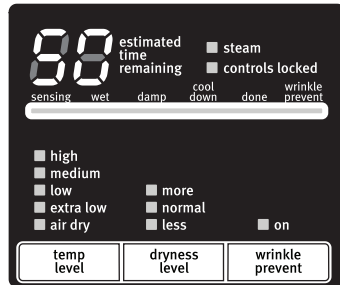 50
estimated
time
remaining
steam
controls locked
sensing wet damp cool down done wrinkle prevent
high
medium
low
extra low
air dry
more
normal
less
on
temp
level
dryness
level
wrinkle
prevent